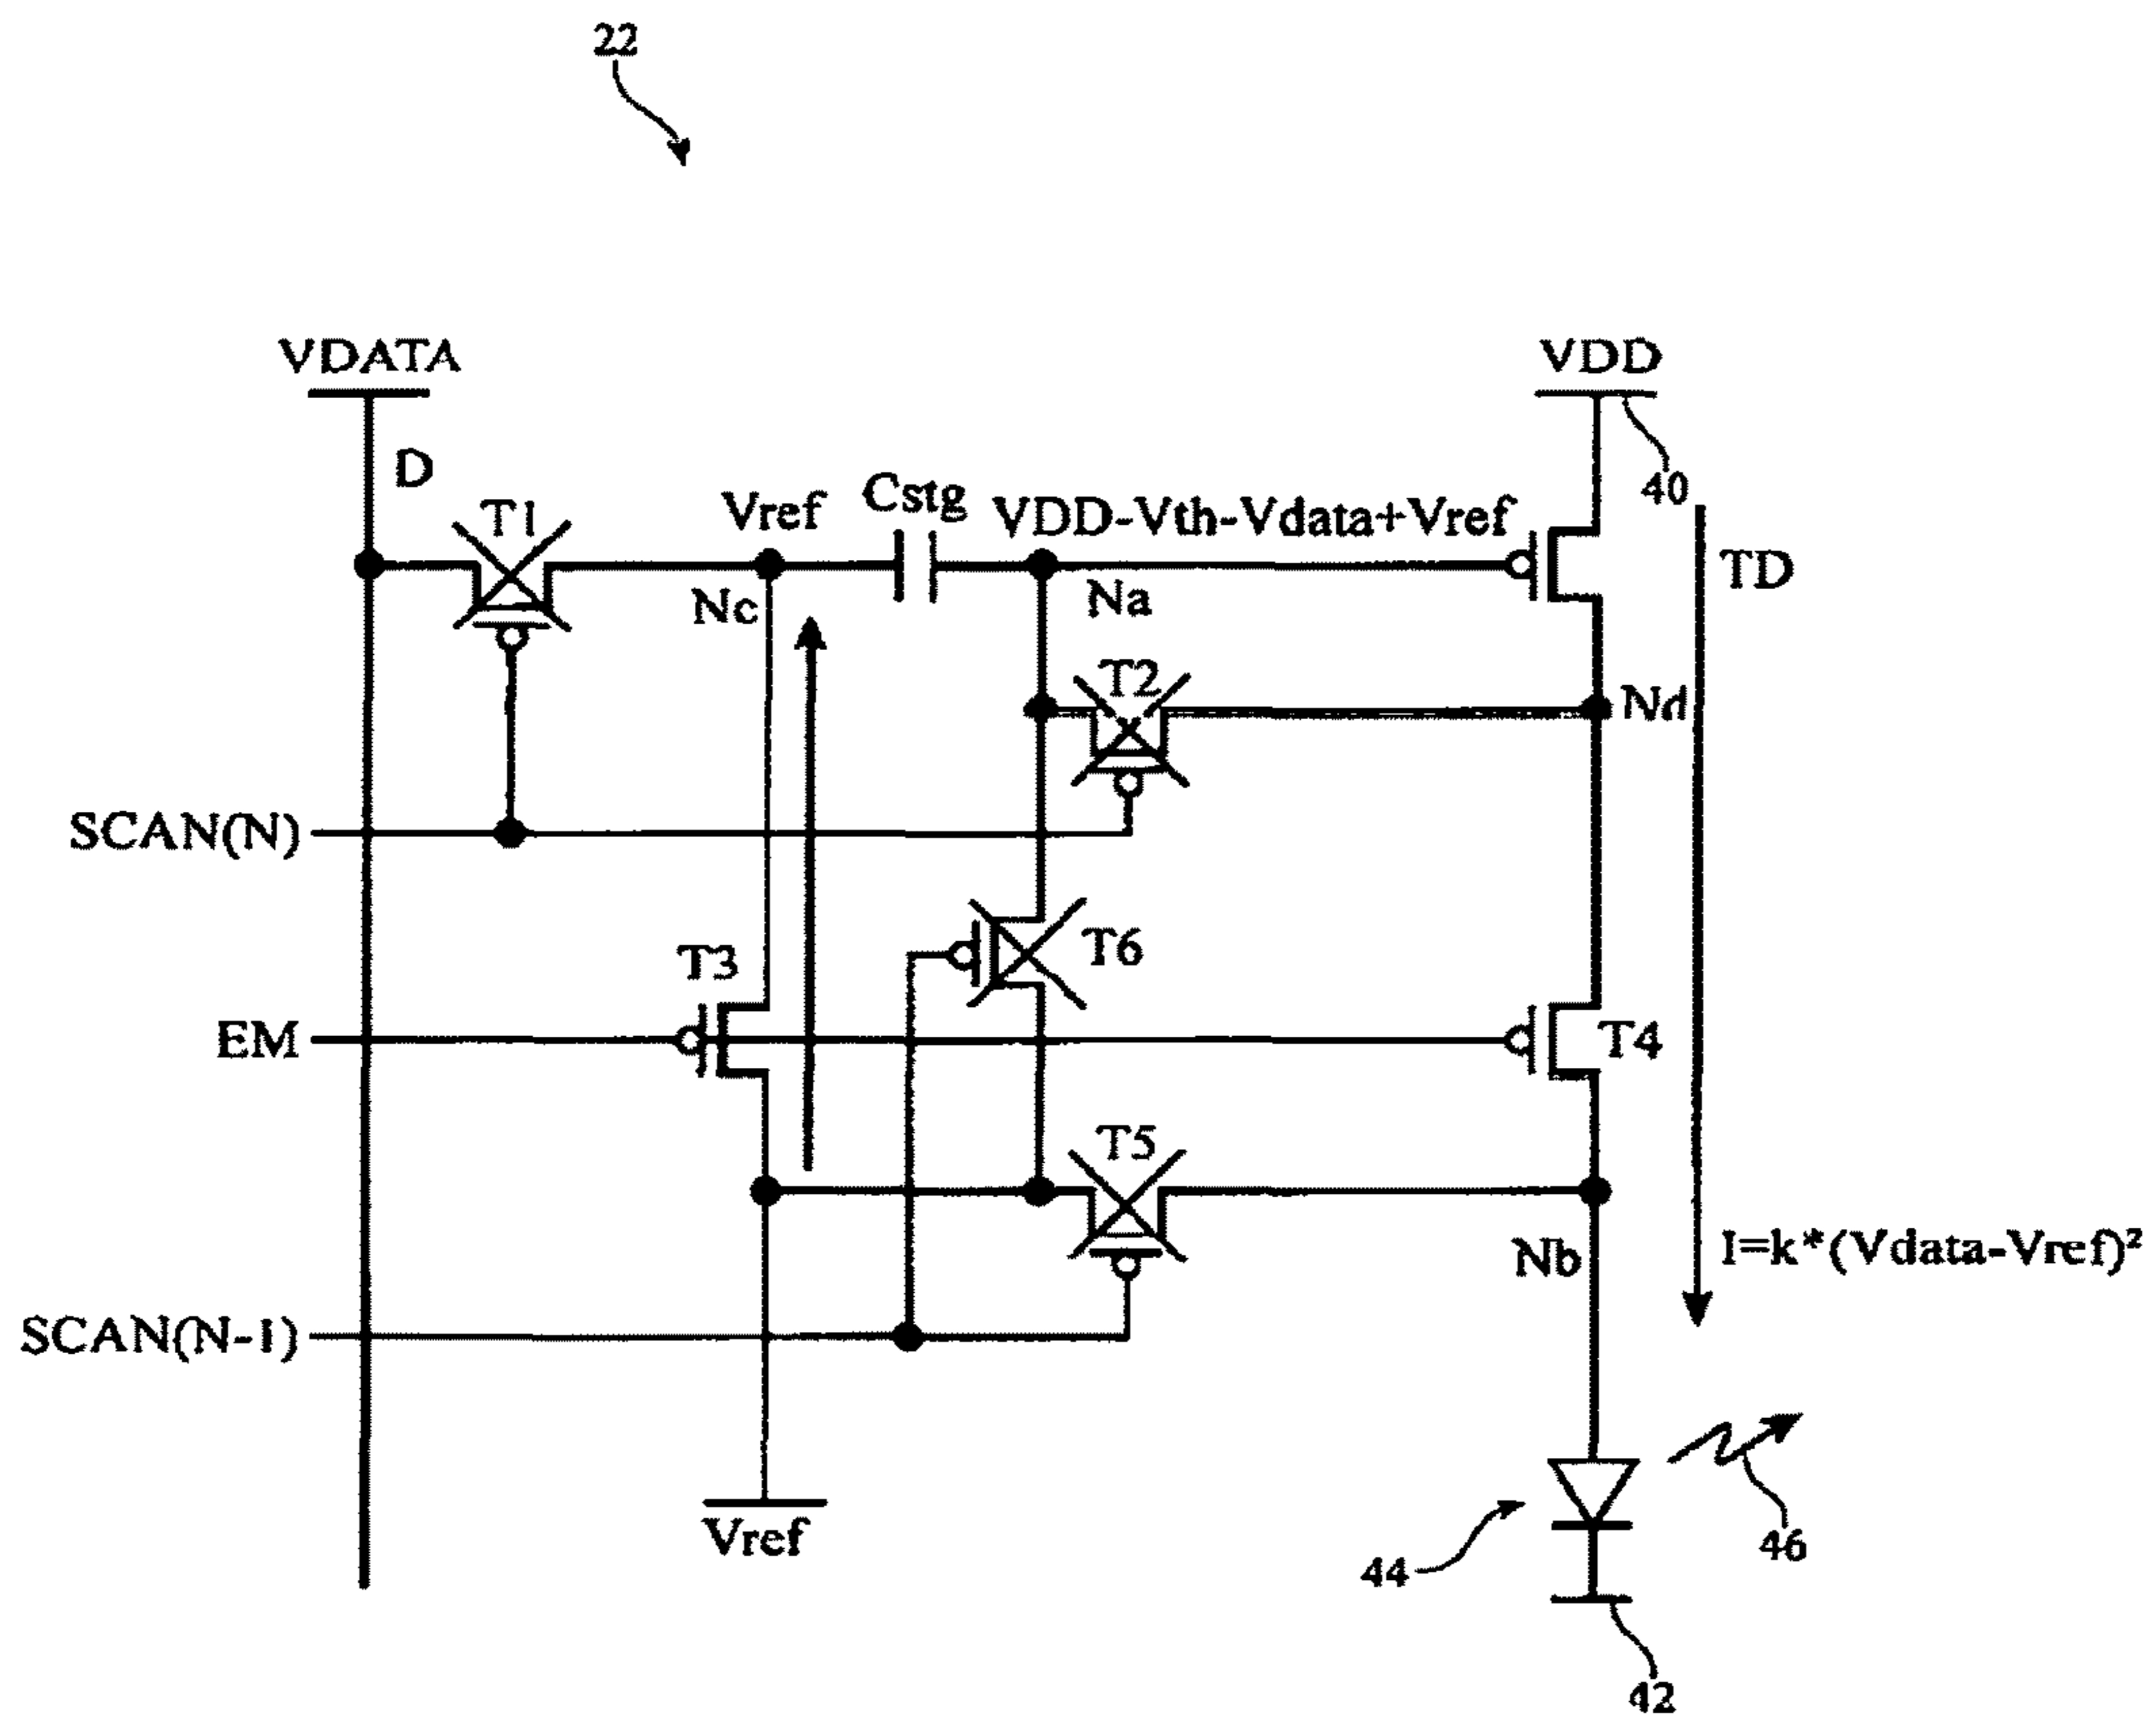 22
VDATA
VDD
D
40
T1
Vref
Cstg
VDD-Vth-Vdata+Vref
TD
Nc
Na
T2
Nd
SCAN(N)
T3
T6
EM
T4
T5
Nb
I=k*(Vdata-Vref)²
SCAN(N-1)
Vref
44
46
42